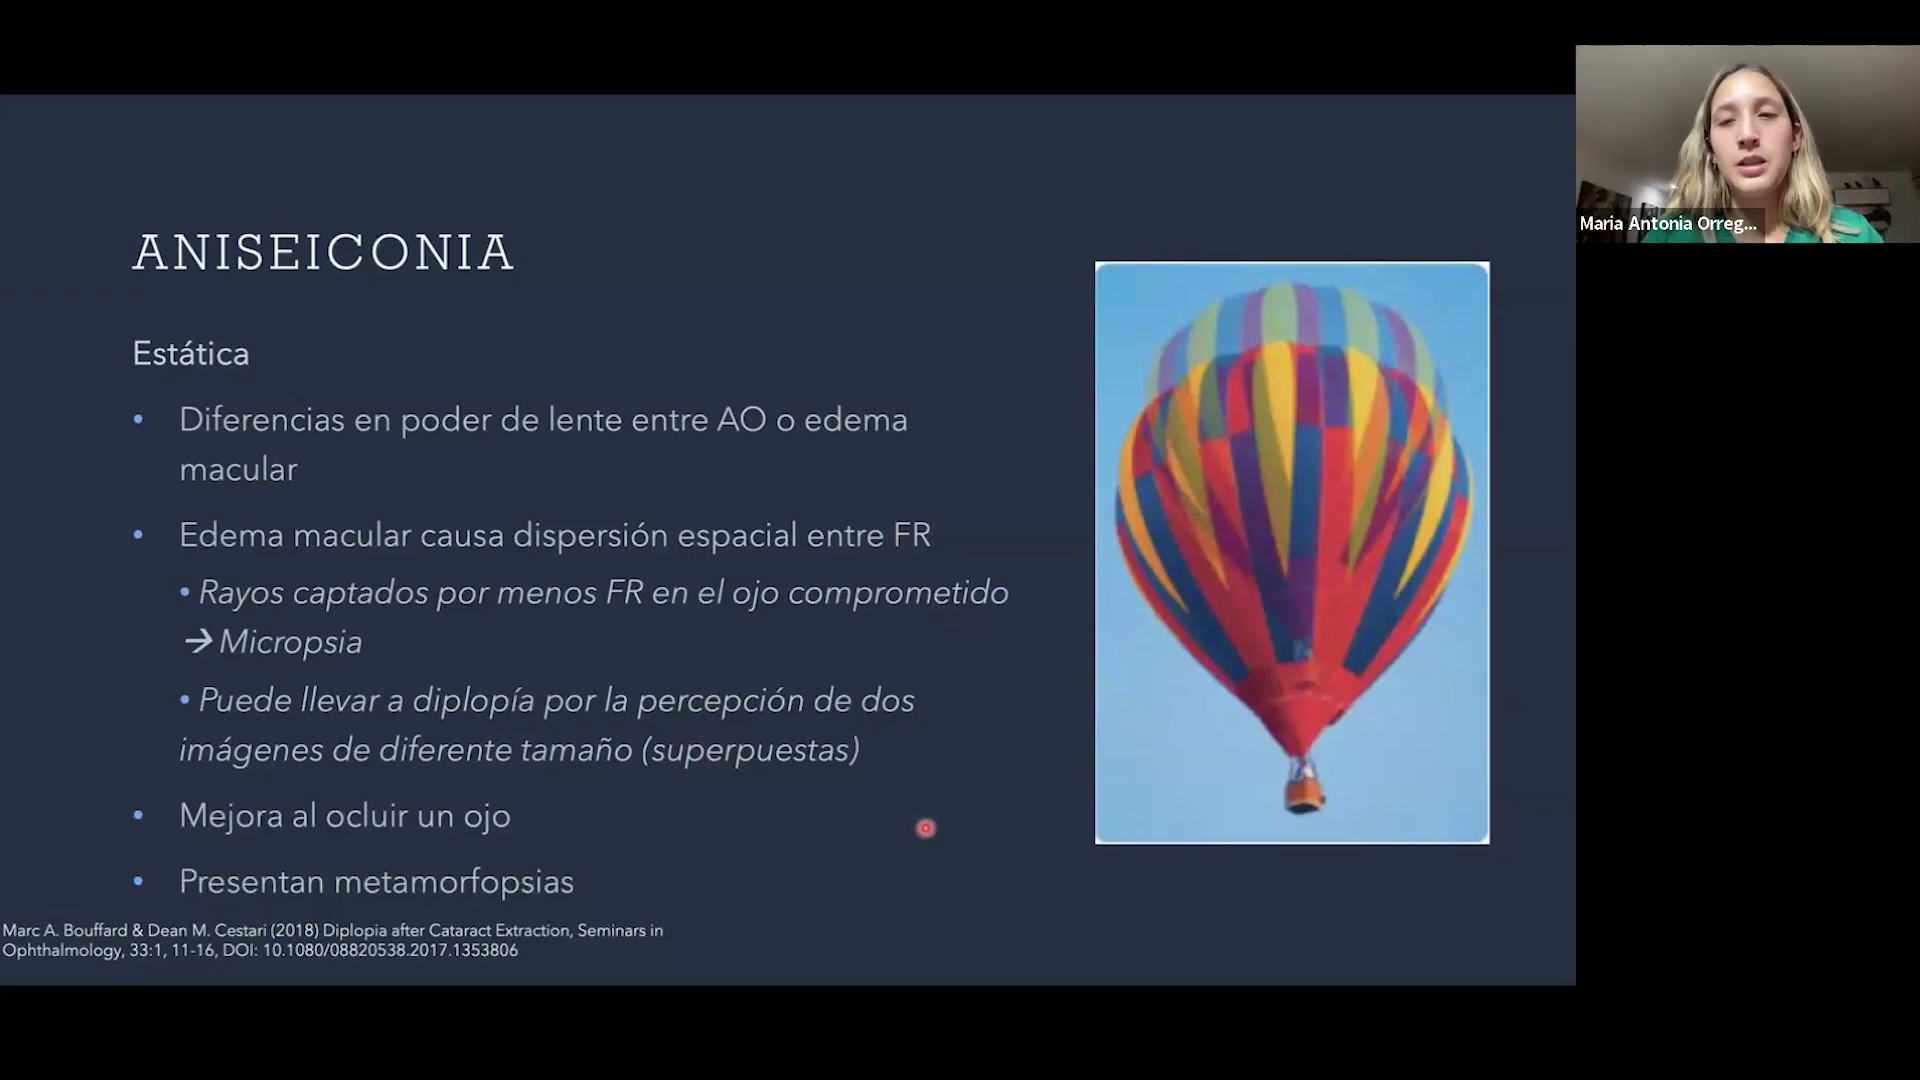 ANISEICONIA
Estática
• Diferencias en poder de lente entre AO o edema
macular
• Edema macular causa dispersión espacial entre FR
• Rayos captados por menos FR en el ojo comprometido
→ Micropsia
• Puede llevar a diplopía por la percepción de dos
imágenes de diferente tamaño (superpuestas)
• Mejora al ocluir un ojo
• Presentan metamorfopsias
Marc A. Bouffard & Dean M. Cestari (2018) Diplopia after Cataract Extraction, Seminars in
Ophthalmology, 33:1, 11-16, DOI: 10.1080/08820538.2017.1353806
Maria Antonia Orreg...